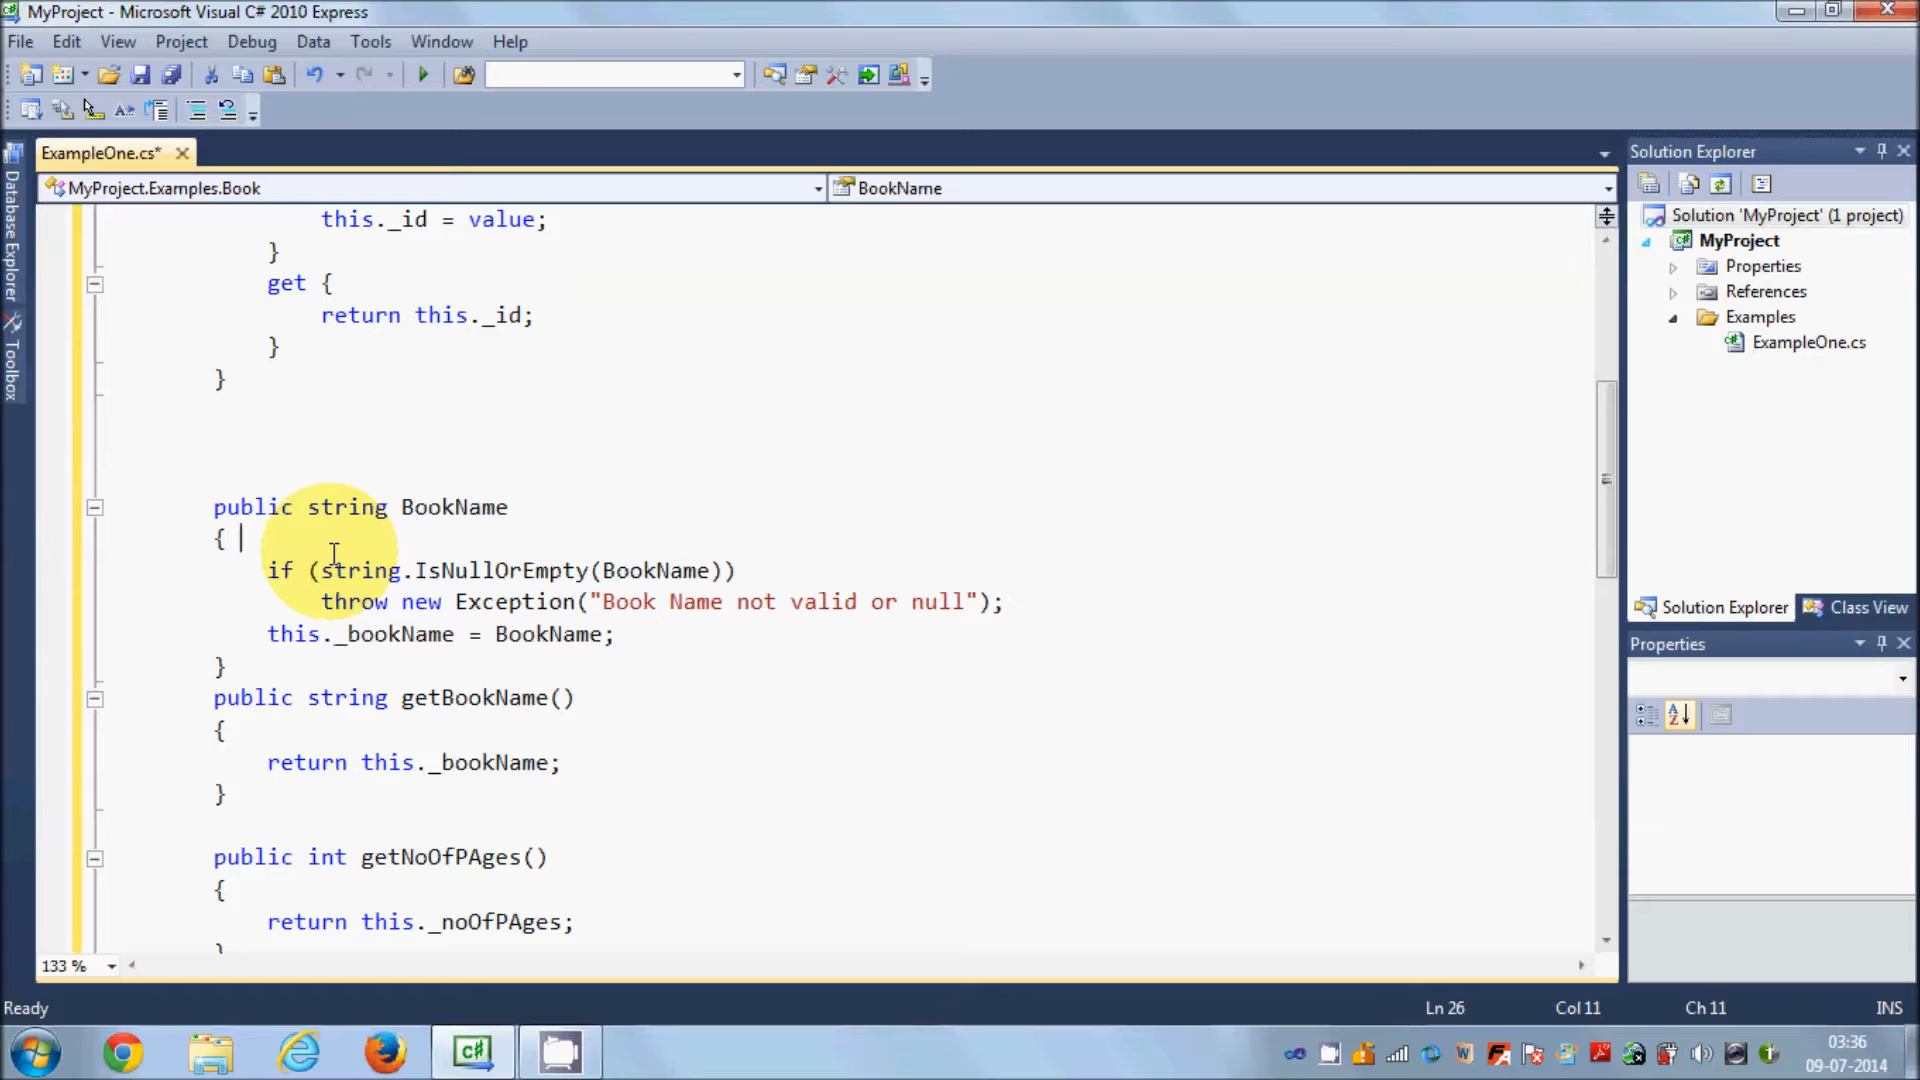 MyProject - Microsoft Visual C# 2010 Express
File Edit View Project Debug Data Tools Window Help
ExampleOne.cs*
MyProject.Examples.Book
BookName
Database Explorer
Toolbox
this._id = value;
}
get {
return this._id;
}
}
public string BookName
{
if (string.IsNullOrEmpty(BookName))
throw new Exception("Book Name not valid or null");
this._bookName = BookName;
}
public string getBookName()
{
return this._bookName;
}
public int getNoOfPAges()
{
return this._noOfPAges;
}
133 %
Solution Explorer
Solution 'MyProject' (1 project)
MyProject
Properties
References
Examples
ExampleOne.cs
Solution Explorer Class View
Properties
Ready
Ln 26 Col 11 Ch 11 INS
03:36
09-07-2014